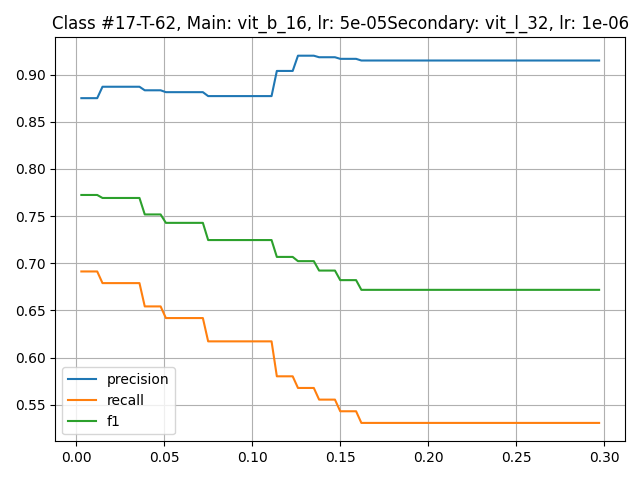 Class #17-T-62, Main: vit_b_16, lr: 5e-05Secondary: vit_l_32, lr: 1e-06
0.90
0.85
0.80
0.75
0.70
0.65
0.60
0.55
precision
recall
f1
0.00 0.05 0.10 0.15 0.20 0.25 0.30